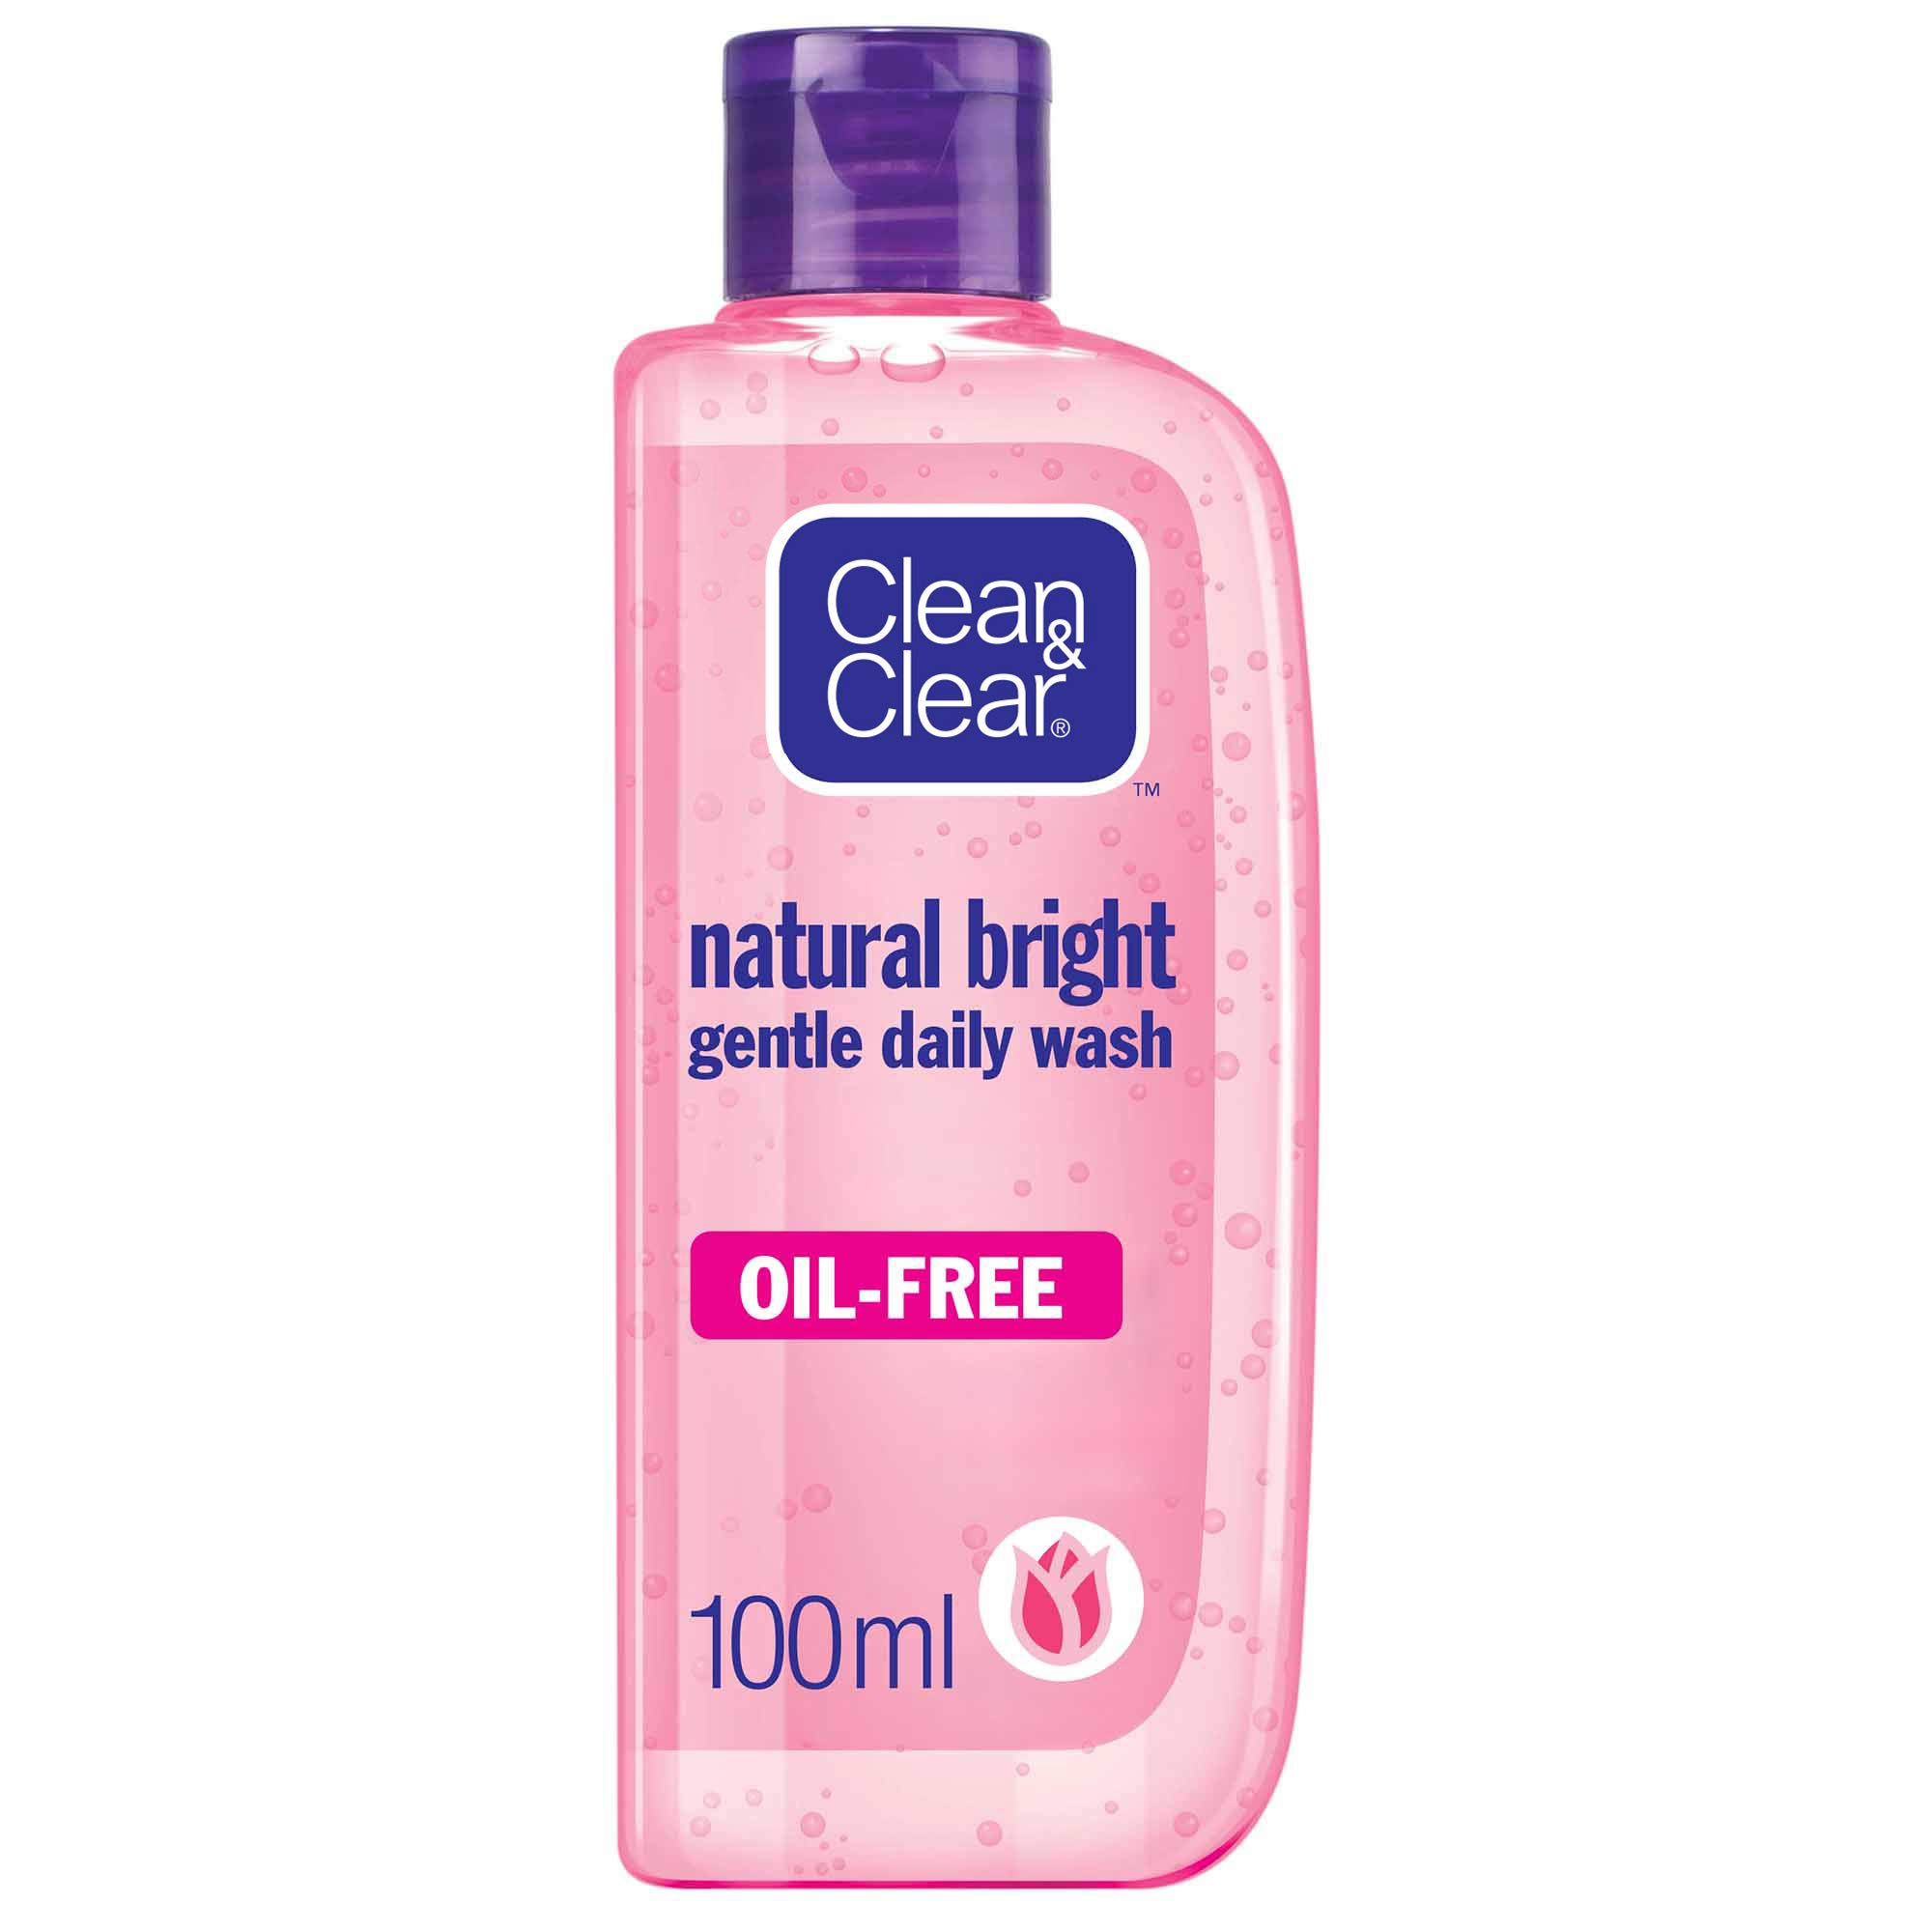 Clean
&
Clear®
TM
natural bright
gentle daily wash
OIL-FREE
100ml